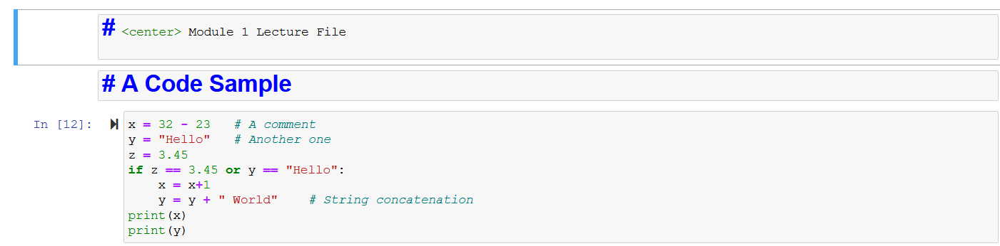 # <center> Module 1 Lecture File
# A Code Sample
In [12]:
x = 32 - 23   # A comment
y = "Hello"   # Another one
z = 3.45
if z == 3.45 or y == "Hello":
    x = x+1
    y = y + " World"    # String concatenation
print(x)
print(y)